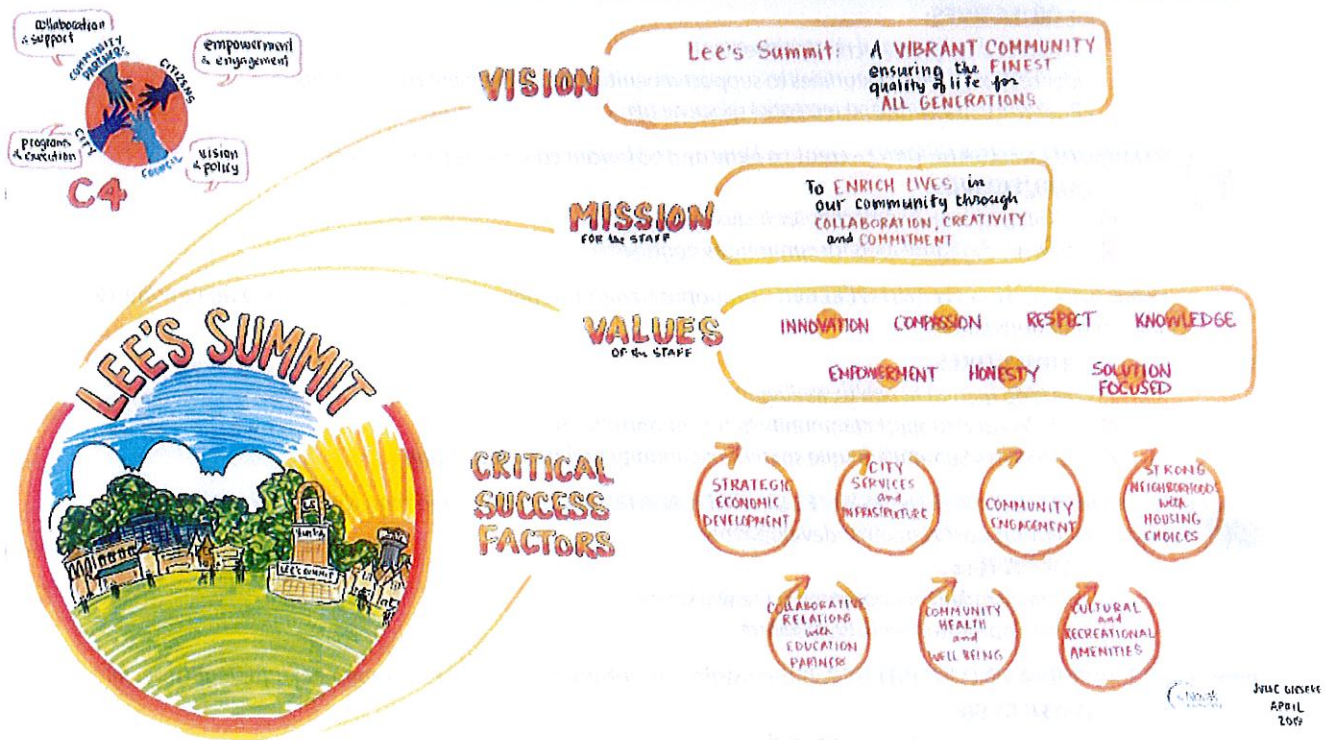 collaboration
& support
COMMUNITY
PARTNERS
CITIZENS
empowerment
& engagement
programs
& execution
CITY
COUNCIL
vision
& policy
C4
VISION
Lee's Summit: A VIBRANT COMMUNITY
ensuring the FINEST
quality of life for
ALL GENERATIONS
MISSION
FOR the STAFF
To ENRICH LIVES in
our community through
COLLABORATION, CREATIVITY
and COMMITMENT
VALUES
OF the STAFF
INNOVATION COMPASSION RESPECT KNOWLEDGE
EMPOWERMENT HONESTY SOLUTION
FOCUSED
LEE'S SUMMIT
LEE'S SUMMIT
CRITICAL
SUCCESS
FACTORS
STRATEGIC
ECONOMIC
DEVELOPMENT
CITY
SERVICES
and
INFRASTRUCTURE
COMMUNITY
ENGAGEMENT
STRONG
NEIGHBORHOODS
with
HOUSING
CHOICES
COLLABORATIVE
RELATIONS
with
EDUCATION
PARTNERS
COMMUNITY
HEALTH
and
WELL BEING
CULTURAL
and
RECREATIONAL
AMENITIES
JULIE GIESEKE
APRIL
2019